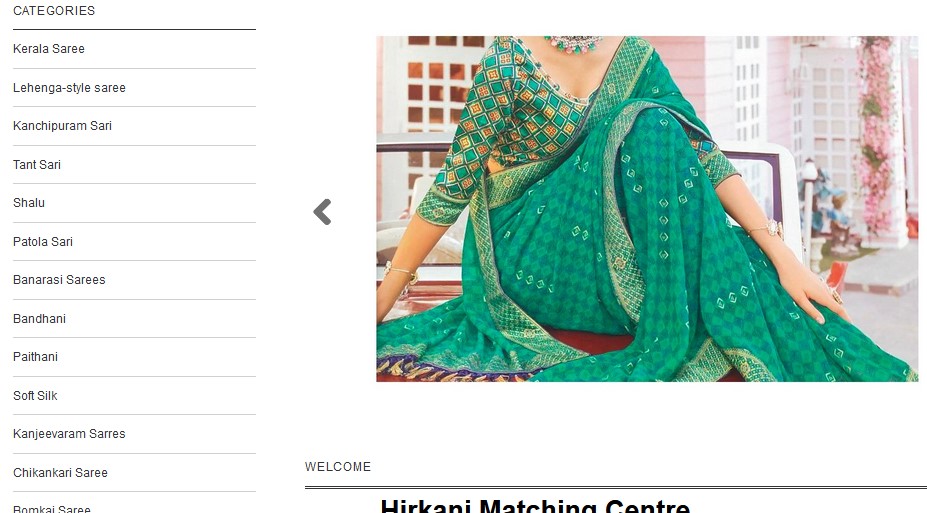 CATEGORIES
Kerala Saree
Lehenga-style saree
Kanchipuram Sari
Tant Sari
Shalu
Patola Sari
Banarasi Sarees
Bandhani
Paithani
Soft Silk
Kanjeevaram Sarres
Chikankari Saree
Bomkai Saree
WELCOME
Hirkani Matching Centre